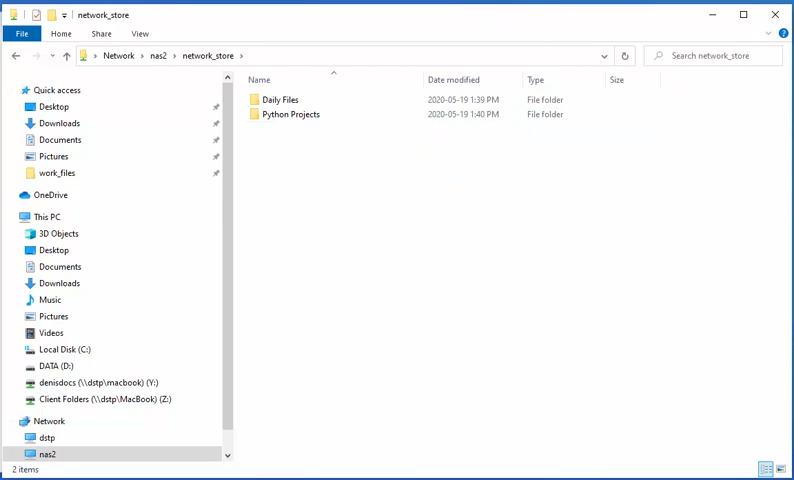 network_store
File Home Share View
Network nas2 network_store
Search network_store
Name Date modified Type Size
Daily Files 2020-05-19 1:39 PM File folder
Python Projects 2020-05-19 1:40 PM File folder
Quick access
Desktop
Downloads
Documents
Pictures
work_files
OneDrive
This PC
3D Objects
Desktop
Documents
Downloads
Music
Pictures
Videos
Local Disk (C:)
DATA (D:)
denisdocs (\\dstp\macbook) (Y:)
Client Folders (\\dstp\MacBook) (Z:)
Network
dstp
nas2
2 items